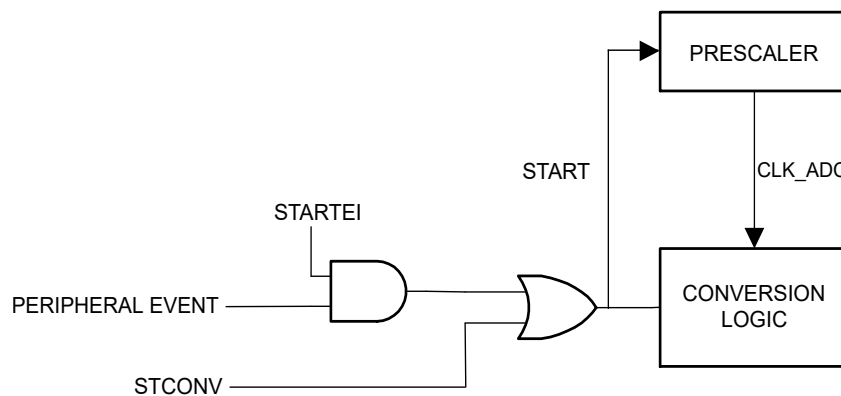 PRESCALER
START
CLK_ADC
STARTEI
PERIPHERAL EVENT
CONVERSION
LOGIC
STCONV